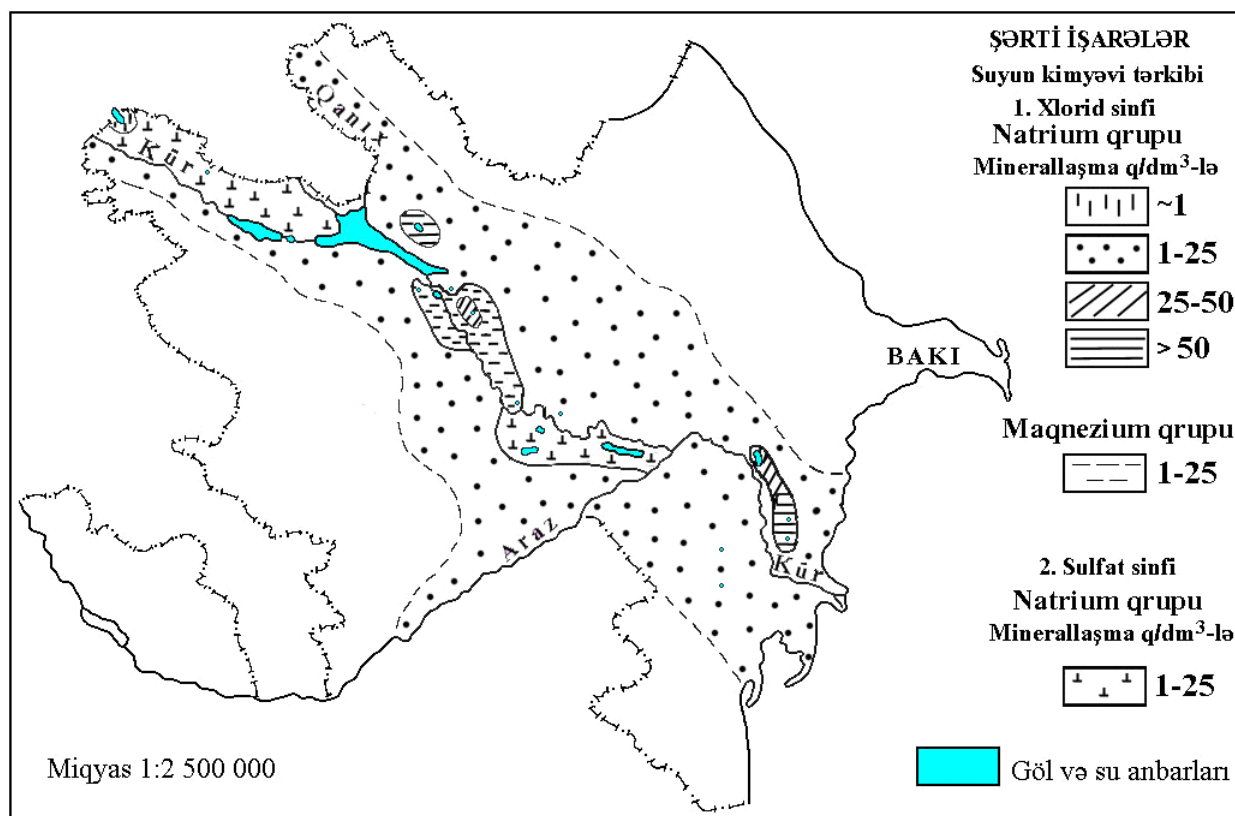 ŞƏRTİ İŞARƏLƏR
Suyun kimyəvi tərkibi
1. Xlorid sinfi
Natrium qrupu
Minerallaşma q/dm³-lə
~1
1-25
25-50
> 50
Maqnezium qrupu
1-25
2. Sulfat sinfi
Natrium qrupu
Minerallaşma q/dm³-lə
1-25
Göl və su anbarları
Qanıx
Kür
BAKI
Araz
Kür
Miqyas 1:2 500 000